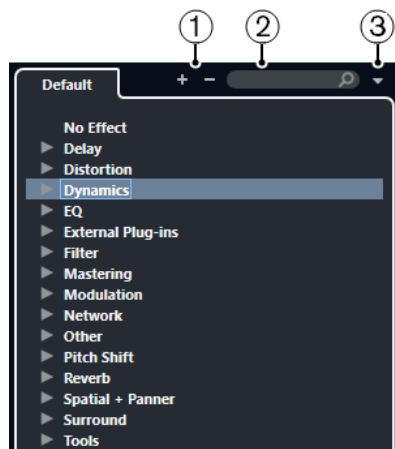 1 2 3
Default + −
No Effect
Delay
Distortion
Dynamics
EQ
External Plug-ins
Filter
Mastering
Modulation
Network
Other
Pitch Shift
Reverb
Spatial + Panner
Surround
Tools